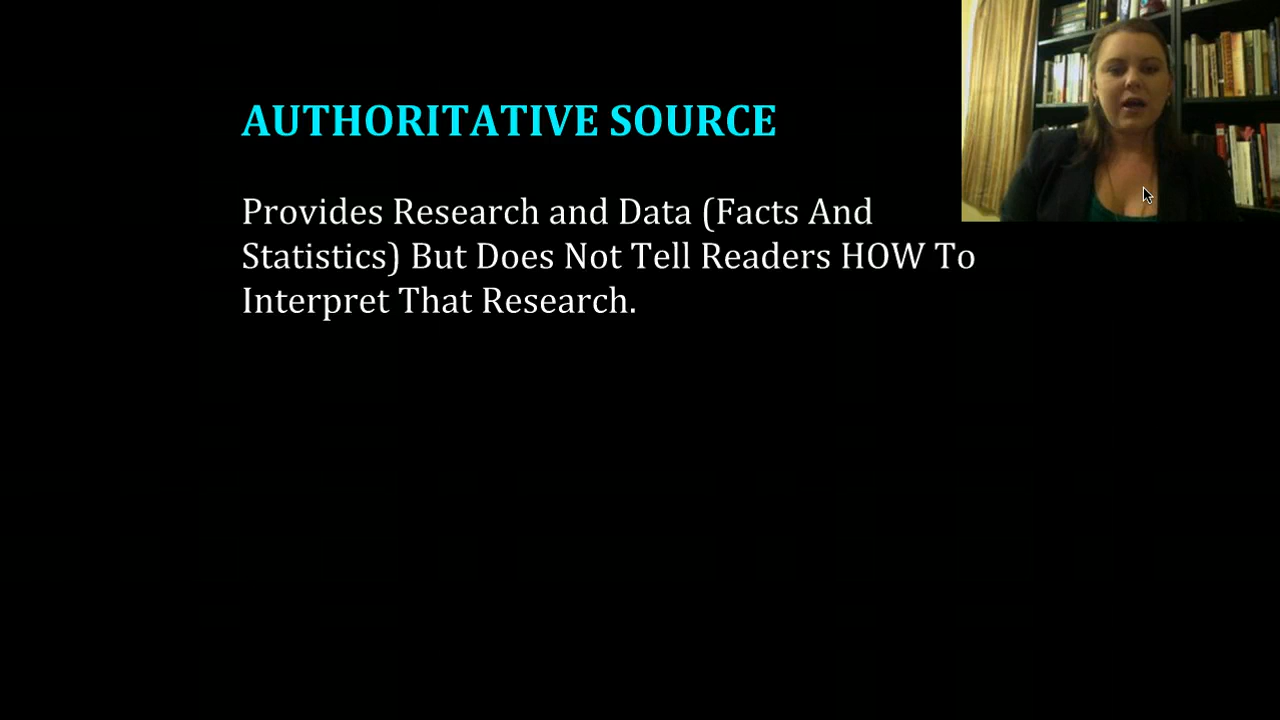 AUTHORITATIVE SOURCE
Provides Research and Data (Facts And
Statistics) But Does Not Tell Readers HOW To
Interpret That Research.